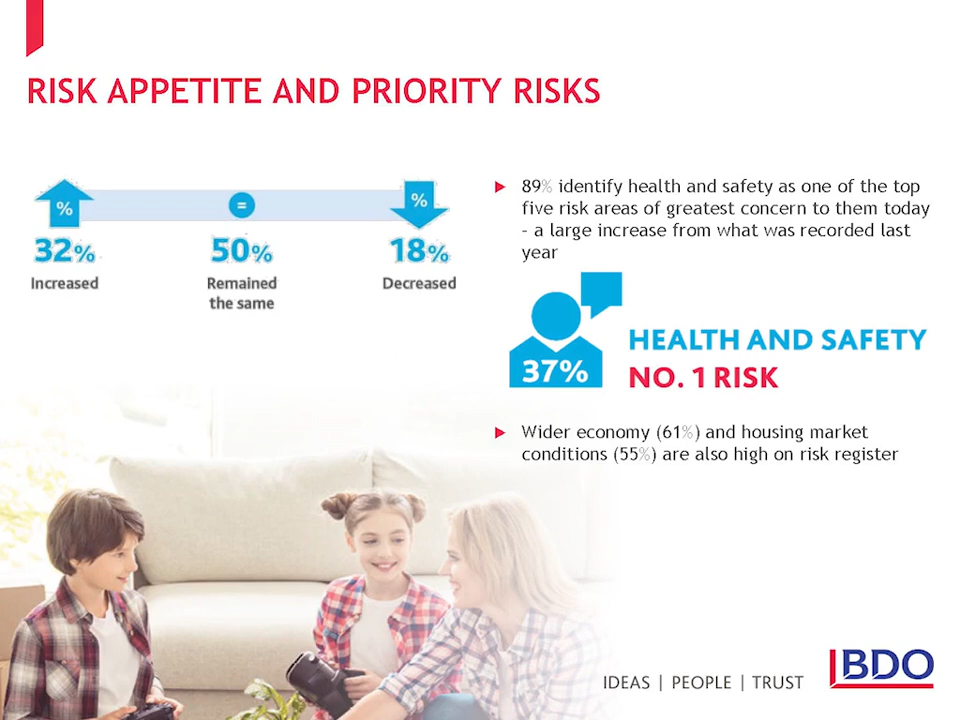 RISK APPETITE AND PRIORITY RISKS
% = %
32% 50% 18%
Increased Remained Decreased
the same
▶ 89% identify health and safety as one of the top
five risk areas of greatest concern to them today
- a large increase from what was recorded last
year
HEALTH AND SAFETY
37% NO. 1 RISK
▶ Wider economy (61%) and housing market
conditions (55%) are also high on risk register
IDEAS | PEOPLE | TRUST
BDO